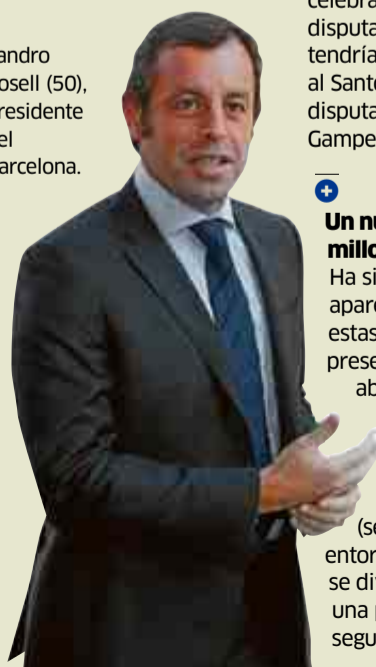 andro
osell (50),
residente
el
arcelona.
celebra
disputa
tendría
al Santo
disputa
Gampe
Un nu
millo
Ha si
apare
estas
prese
ab
(se
entor
se di
una p
segu